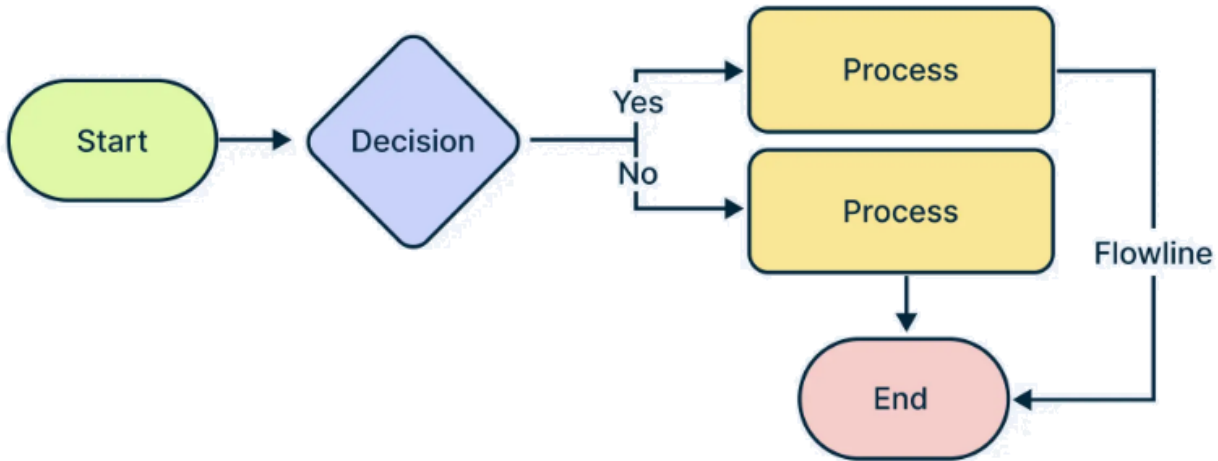 Start
Decision
Yes
No
Process
Process
Flowline
End